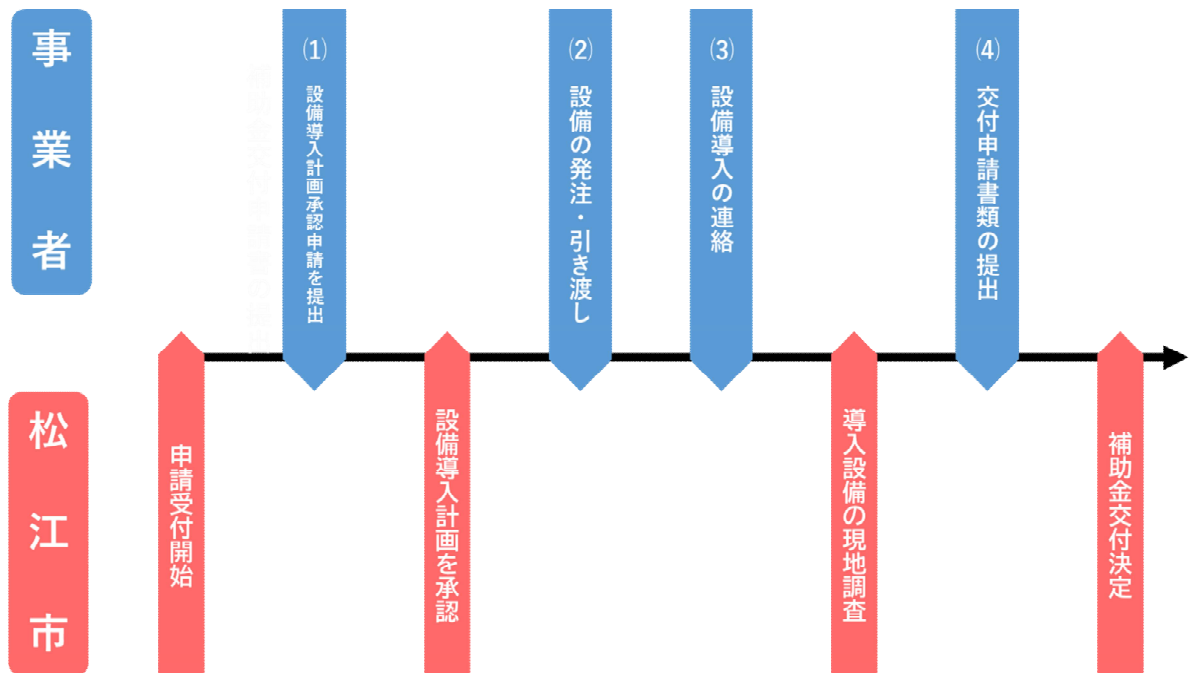 事業者
(1) 設備導入計画承認申請を提出
(2) 設備の発注・引き渡し
(3) 設備導入の連絡
(4) 交付申請書類の提出
松江市
申請受付開始
設備導入計画を承認
導入設備の現地調査
補助金交付決定